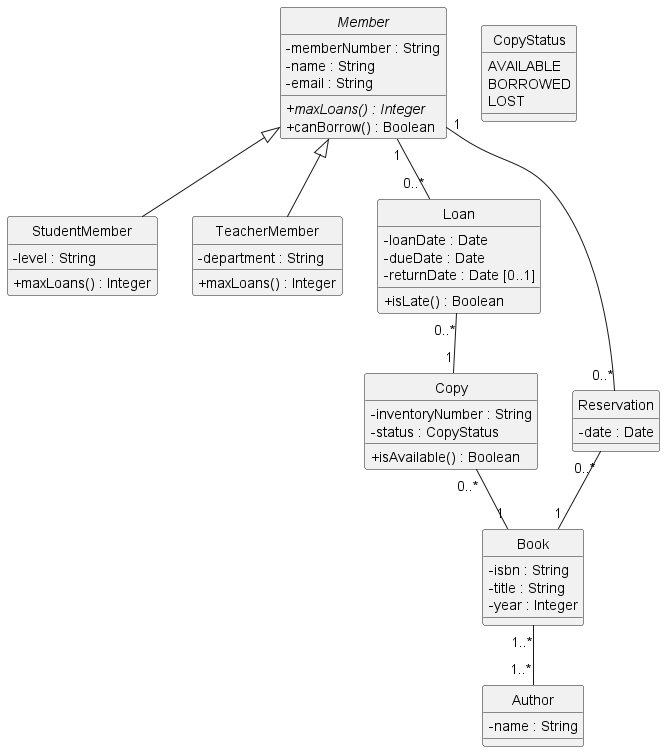 Member
-memberNumber : String
-name : String
-email : String
+maxLoans() : Integer
+canBorrow() : Boolean
CopyStatus
AVAILABLE
BORROWED
LOST
1
0..*
1
0..*
StudentMember
-level : String
+maxLoans() : Integer
TeacherMember
-department : String
+maxLoans() : Integer
Loan
-loanDate : Date
-dueDate : Date
-returnDate : Date [0..1]
+isLate() : Boolean
0..*
1
Copy
-inventoryNumber : String
-status : CopyStatus
+isAvailable() : Boolean
Reservation
-date : Date
0..*
1
0..*
1
Book
-isbn : String
-title : String
-year : Integer
1..*
1..*
Author
-name : String